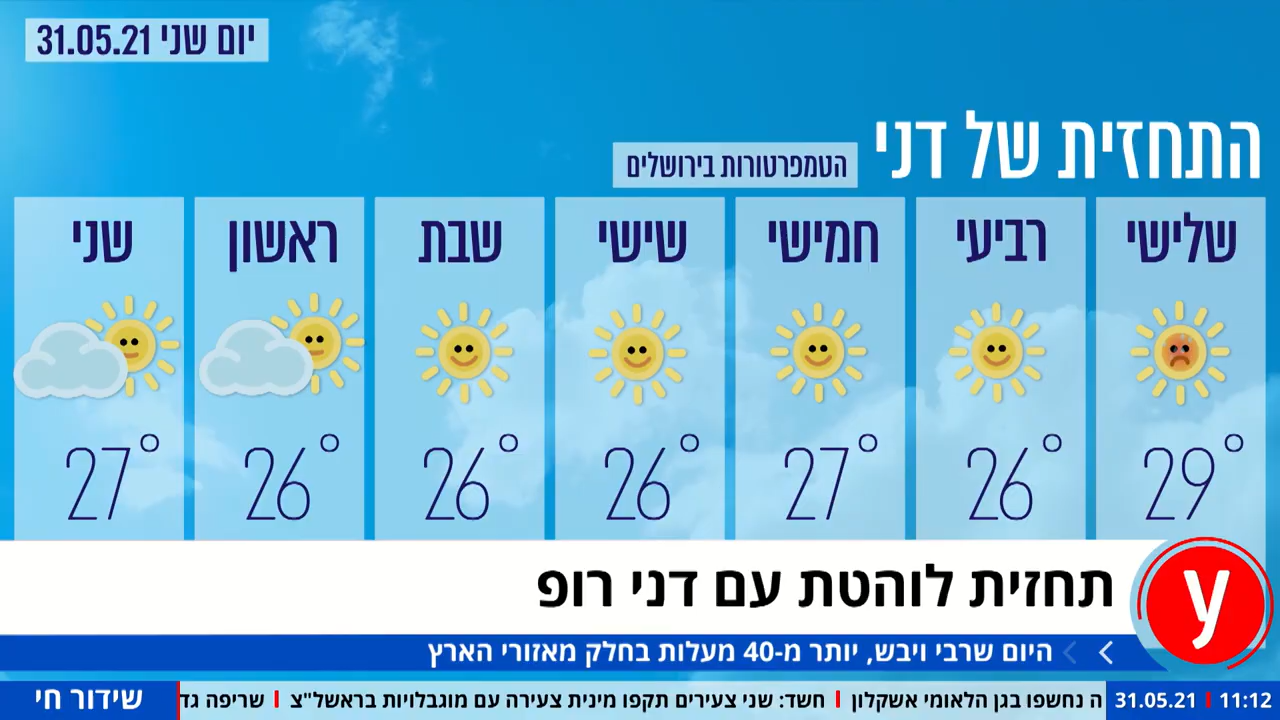 יום שני 31.05.21
התחזית של דני
הטמפרטורות בירושלים
שלישי רביעי חמישי שישי שבת ראשון שני
29° 26° 27° 26° 26° 26° 27°
תחזית לוהטת עם דני רופ
y
היום שרבי ויבש, יותר מ-40 מעלות בחלק מאזורי הארץ
11:12 | 31.05.21 ה נחשפו בגן הלאומי אשקלון | חשד: שני צעירים תקפו מינית צעירה עם מוגבלויות בראשל"צ | שריפה גד שידור חי